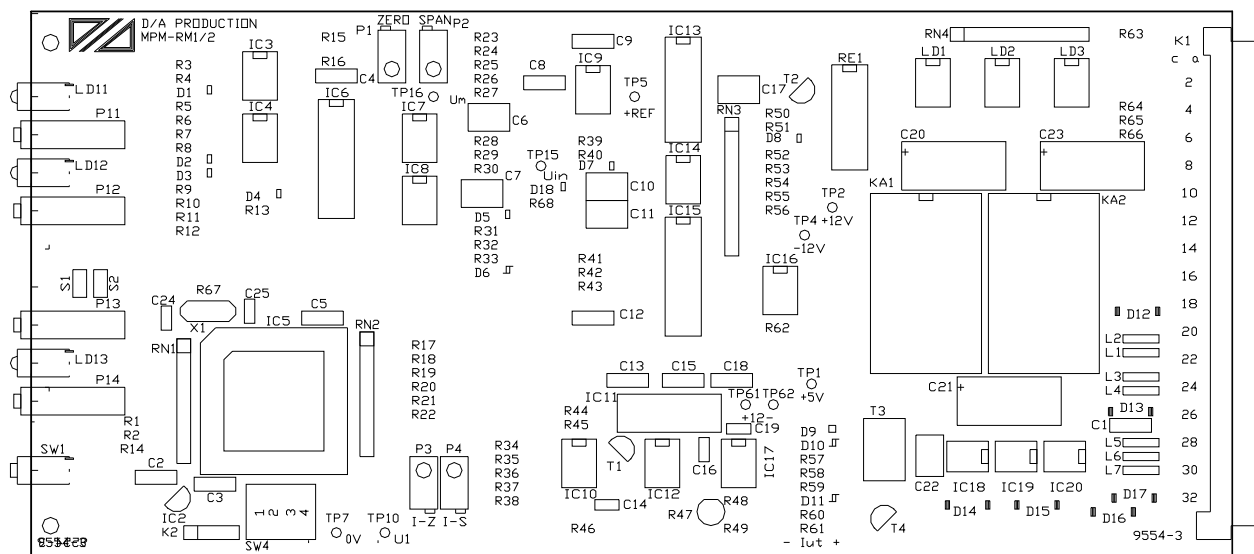 D/A PRODUCTION
MPM-RM1/2
P1
ZERO
SPAN
P2
IC3
R15
R16
C4
R23
R24
R25
R26
R27
C9
IC13
RN4
R63
K1
c a
LD1
LD2
LD3
R3
R4
D1
R5
R6
R7
R8
D2
D3
R9
R10
R11
R12
LD11
P11
LD12
P12
IC4
IC6
TP16
Um
IC7
C6
C8
IC9
TP5
+REF
C17
T2
RE1
RN3
R50
R51
D8
R52
R53
R54
R55
R56
R64
R65
R66
C20
C23
2
4
6
8
10
12
14
16
18
20
22
24
26
28
30
32
R28
R29
R30
IC8
C7
TP15
Uin
D18
R68
R39
R40
D7
C10
C11
IC14
IC15
D4
R13
D5
R31
R32
R33
D6
TP2
+12V
TP4
-12V
KA1
KA2
R41
R42
R43
IC16
R62
S1
S2
P13
C24
R67
C25
X1
IC5
C5
RN2
RN1
C12
D12
L2
L1
L3
L4
LD13
P14
R17
R18
R19
R20
R21
R22
C13
C15
C18
TP1
+5V
TP61
TP62
+12-
C21
D13
C1
IC11
R44
R45
C19
T3
R1
R2
R14
SW1
C2
C3
P3
P4
R34
R35
R36
R37
R38
T1
C16
IC17
D9
D10
R57
R58
R59
D11
R60
R61
L5
L6
L7
IC10
IC12
C14
R46
R47
R48
R49
C22
IC18
IC19
IC20
D14
D15
D16
D17
T4
IC2
K2
1 2 3 4
SW4
I-Z
I-S
TP7
0V
TP10
U1
- Iut +
9554-3